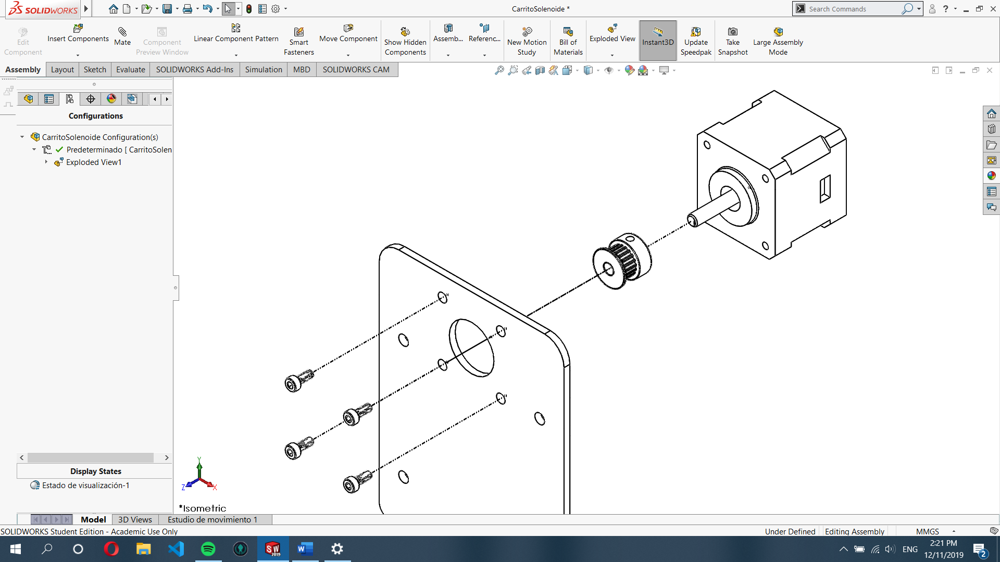 SOLIDWORKS
CarritoSolenoide *
Search Commands
?
Edit Component
Insert Components
Mate
Component Preview Window
Linear Component Pattern
Smart Fasteners
Move Component
Show Hidden Components
Assemb...
Referenc...
New Motion Study
Bill of Materials
Exploded View
Instant3D
Update Speedpak
Take Snapshot
Large Assembly Mode
Assembly
Layout
Sketch
Evaluate
SOLIDWORKS Add-Ins
Simulation
MBD
SOLIDWORKS CAM
Configurations
CarritoSolenoide Configuration(s)
Predeterminado [ CarritoSolen
Exploded View1
Display States
Estado de visualización-1
Y
Z
X
*Isometric
Model
3D Views
Estudio de movimiento 1
SOLIDWORKS Student Edition - Academic Use Only
Under Defined
Editing Assembly
MMGS
SW
2019
W
ENG
2:21 PM
12/11/2019
2